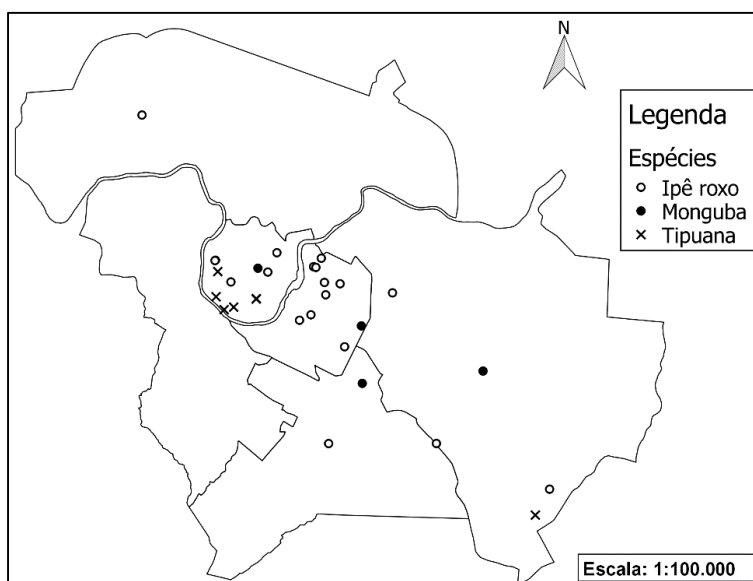 N
Legenda
Espécies
Ipê roxo
Monguba
Tipuana
Escala: 1:100.000